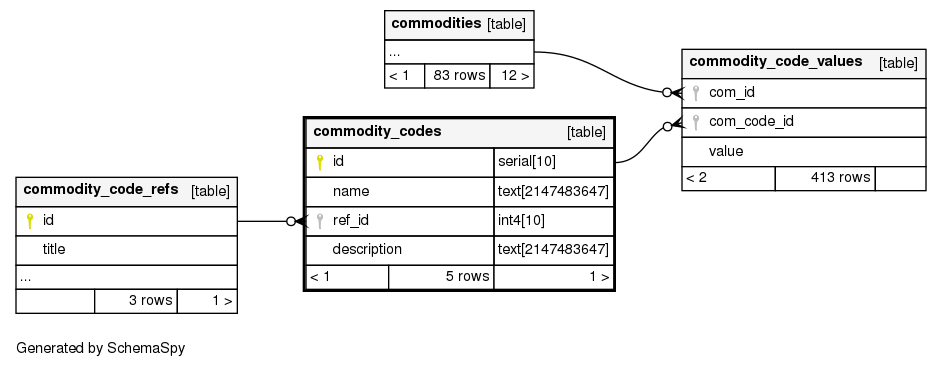 commodities [table]
...
< 1 83 rows 12 >
commodity_code_values [table]
com_id
com_code_id
value
< 2 413 rows
commodity_codes [table]
id serial[10]
name text[2147483647]
ref_id int4[10]
description text[2147483647]
< 1 5 rows 1 >
commodity_code_refs [table]
id
title
...
3 rows 1 >
Generated by SchemaSpy